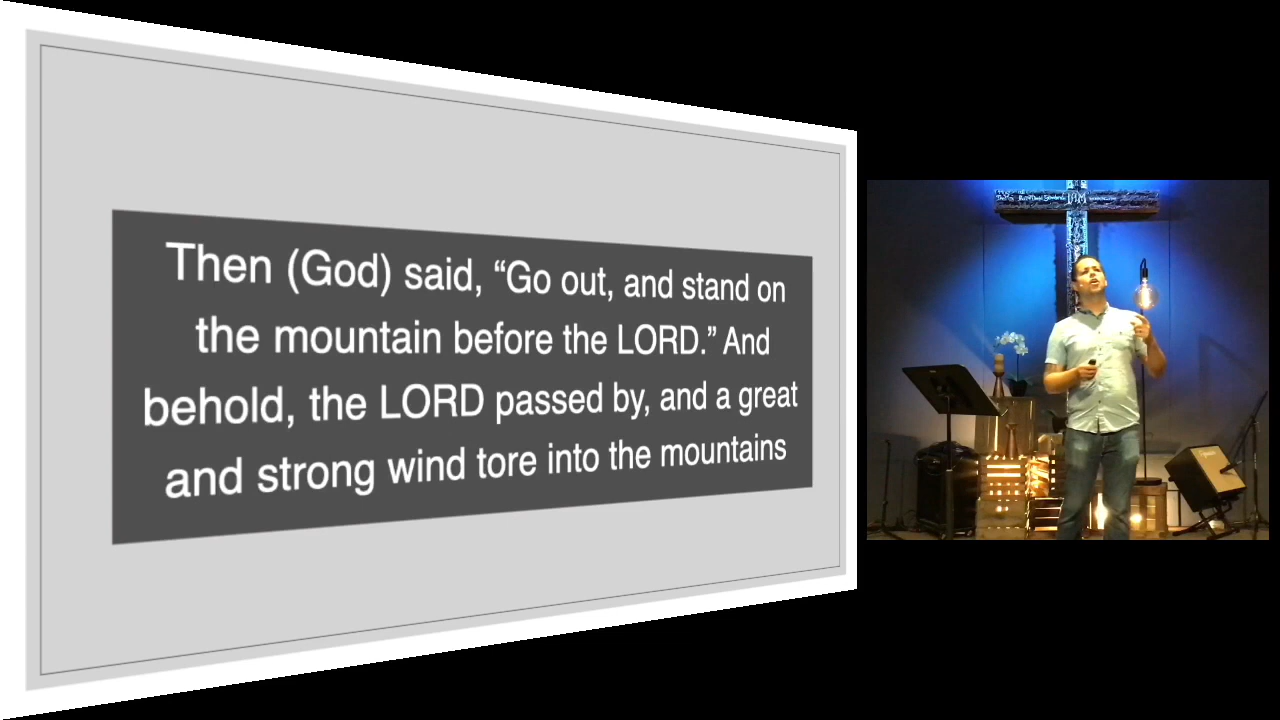 Then (God) said, “Go out, and stand on
the mountain before the LORD.” And
behold, the LORD passed by, and a great
and strong wind tore into the mountains
I AM